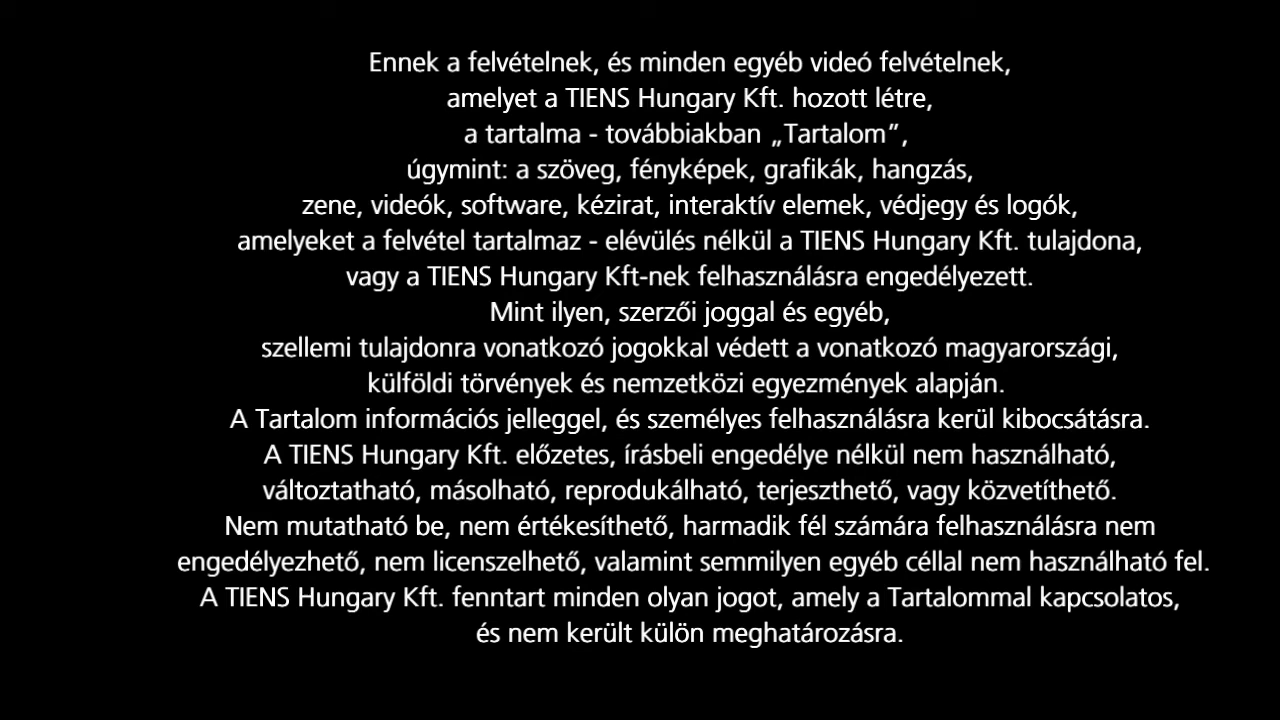 Ennek a felvételnek, és minden egyéb videó felvételnek,
amelyet a TIENS Hungary Kft. hozott létre,
a tartalma - továbbiakban „Tartalom”,
úgymint: a szöveg, fényképek, grafikák, hangzás,
zene, videók, software, kézirat, interaktív elemek, védjegy és logók,
amelyeket a felvétel tartalmaz - elévülés nélkül a TIENS Hungary Kft. tulajdona,
vagy a TIENS Hungary Kft-nek felhasználásra engedélyezett.
Mint ilyen, szerzői joggal és egyéb,
szellemi tulajdonra vonatkozó jogokkal védett a vonatkozó magyarországi,
külföldi törvények és nemzetközi egyezmények alapján.
A Tartalom információs jelleggel, és személyes felhasználásra kerül kibocsátásra.
A TIENS Hungary Kft. előzetes, írásbeli engedélye nélkül nem használható,
változtatható, másolható, reprodukálható, terjeszthető, vagy közvetíthető.
Nem mutatható be, nem értékesíthető, harmadik fél számára felhasználásra nem
engedélyezhető, nem licenszelhető, valamint semmilyen egyéb céllal nem használható fel.
A TIENS Hungary Kft. fenntart minden olyan jogot, amely a Tartalommal kapcsolatos,
és nem került külön meghatározásra.